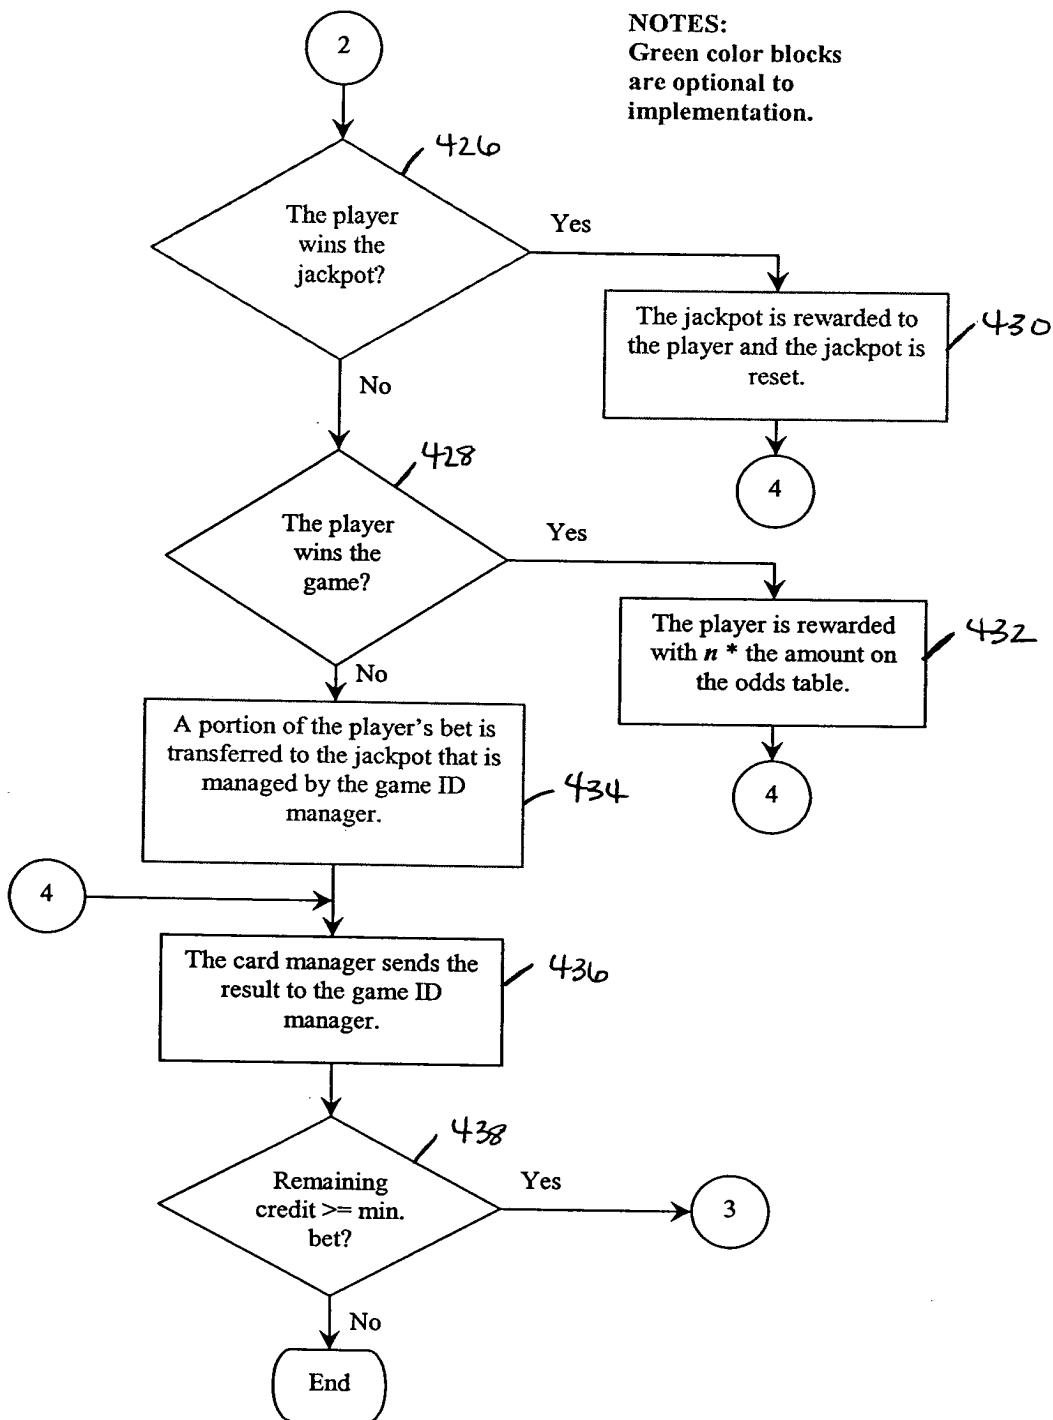 2
NOTES:
Green color blocks
are optional to
implementation.
426
The player
wins the
jackpot?
Yes
The jackpot is rewarded to
the player and the jackpot is
reset.
430
No
4
428
The player
wins the
game?
Yes
The player is rewarded
with n * the amount on
the odds table.
432
No
A portion of the player's bet is
transferred to the jackpot that is
managed by the game ID
manager.
434
4
4
The card manager sends the
result to the game ID
manager.
436
438
Remaining
credit >= min.
bet?
Yes
3
No
End